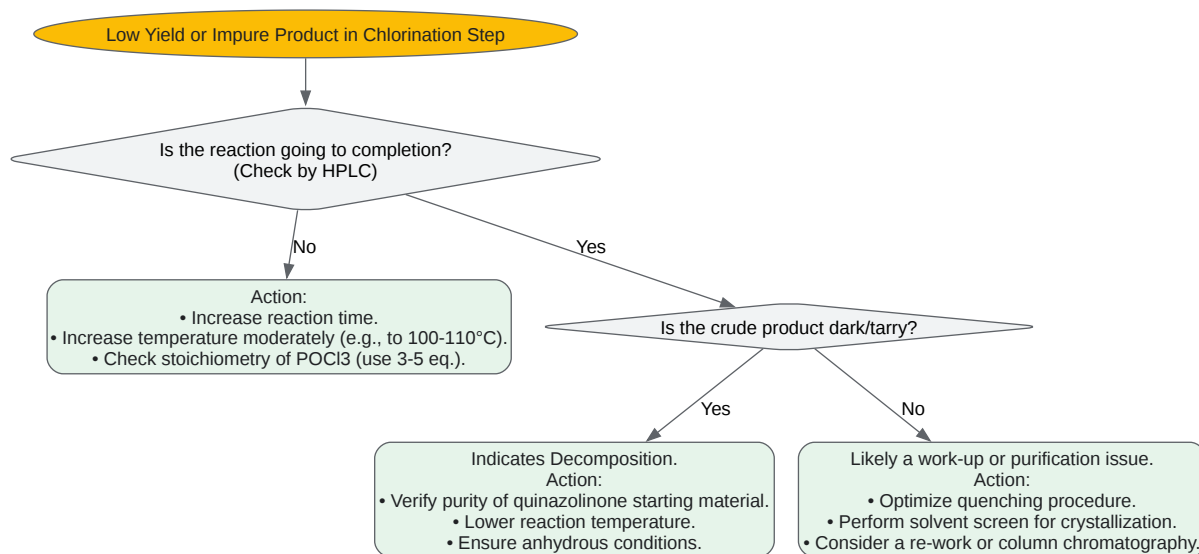 Low Yield or Impure Product in Chlorination Step
Is the reaction going to completion?
(Check by HPLC)
No
Yes
Action:
• Increase reaction time.
• Increase temperature moderately (e.g., to 100-110°C).
• Check stoichiometry of POCl3 (use 3-5 eq.).
Is the crude product dark/tarry?
Yes
No
Indicates Decomposition.
Action:
• Verify purity of quinazolinone starting material.
• Lower reaction temperature.
• Ensure anhydrous conditions.
Likely a work-up or purification issue.
Action:
• Optimize quenching procedure.
• Perform solvent screen for crystallization.
• Consider a re-work or column chromatography.